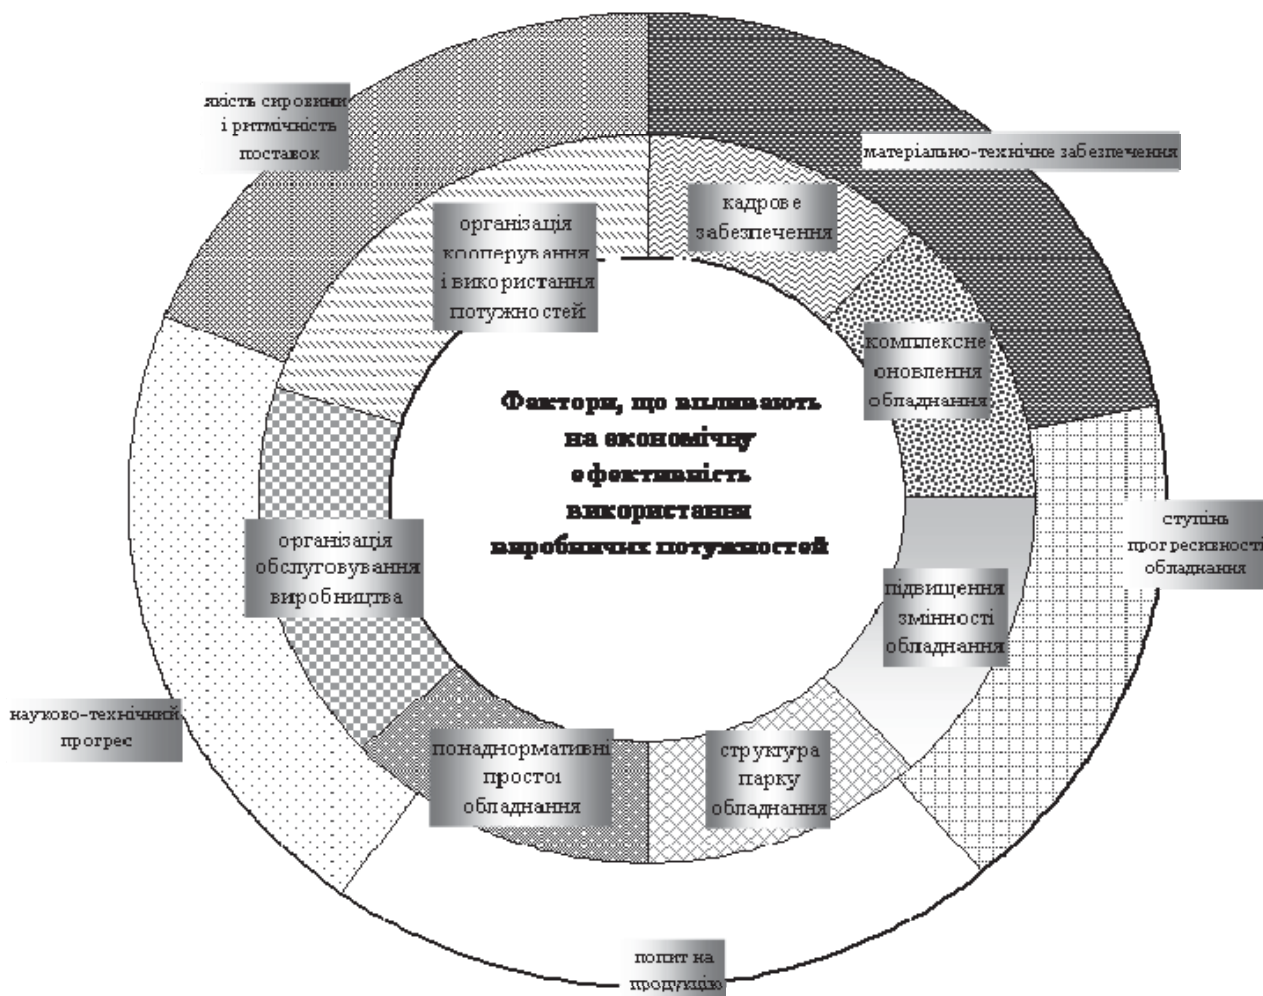 якість сировини
і ритмічність
поставок
матеріально-технічне забезпечення
організація
кооперування
і використання
потужностей
кадрове
забезпечення
комплексне
оновлення
обладнання
Фактори, що впливають
на економічну
ефективність
використання
виробничих потужностей
ступінь
прогресивності
обладнання
організація
обслуговування
виробництва
підвищення
змінності
обладнання
науково-технічний
прогрес
понаднормативні
простої
обладнання
структура
парку
обладнання
попит на
продукцію